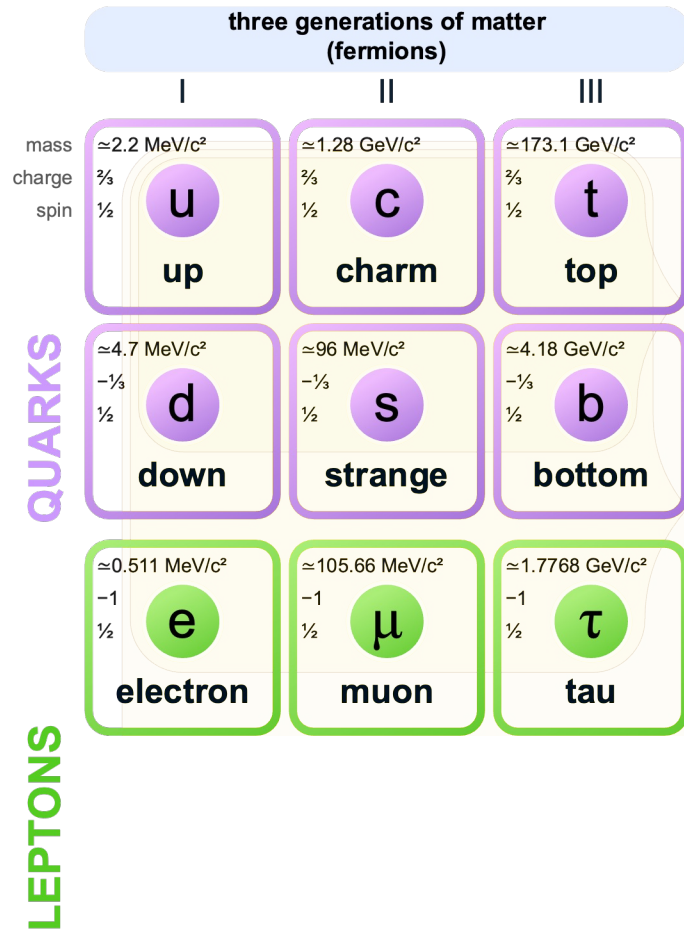 three generations of matter
(fermions)
I II III
mass ≃2.2 MeV/c² ≃1.28 GeV/c² ≃173.1 GeV/c²
charge ⅔ ⅔ ⅔
spin ½ ½ ½
u c t
up charm top
QUARKS
≃4.7 MeV/c² ≃96 MeV/c² ≃4.18 GeV/c²
−⅓ −⅓ −⅓
½ ½ ½
d s b
down strange bottom
≃0.511 MeV/c² ≃105.66 MeV/c² ≃1.7768 GeV/c²
−1 −1 −1
½ ½ ½
e μ τ
electron muon tau
LEPTONS